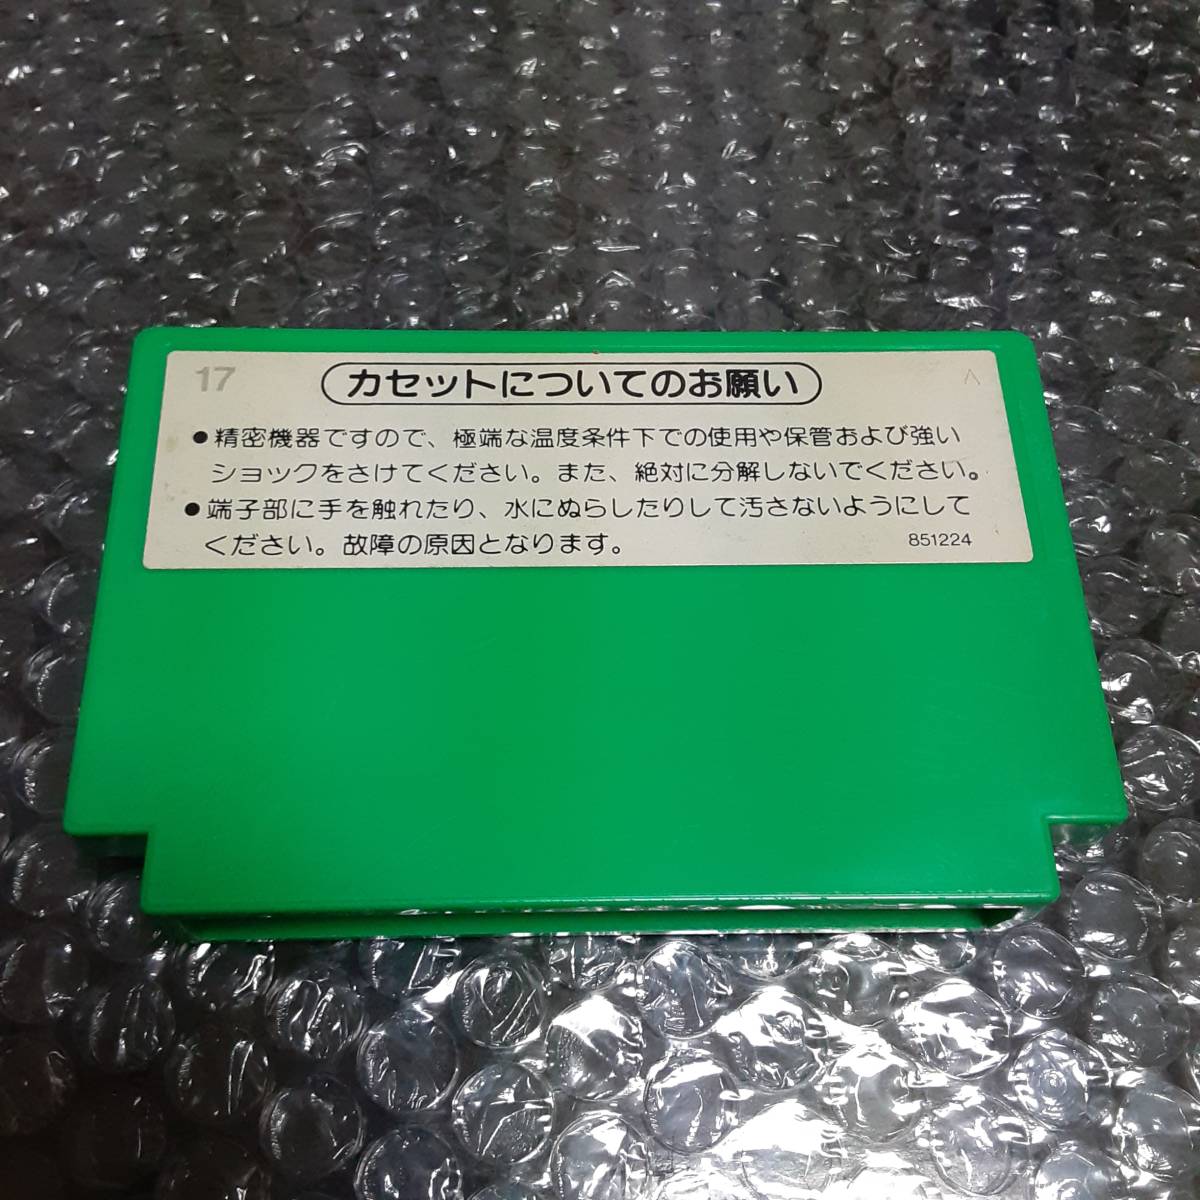 17
カセットについてのお願い
●精密機器ですので、極端な温度条件下での使用や保管および強い
ショックをさけてください。また、絶対に分解しないでください。
●端子部に手を触れたり、水にぬらしたりして汚さないようにして
ください。故障の原因となります。
851224